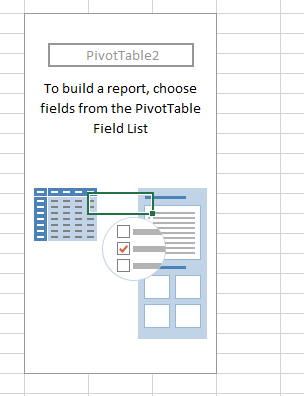 PivotTable2
To build a report, choose
fields from the PivotTable
Field List